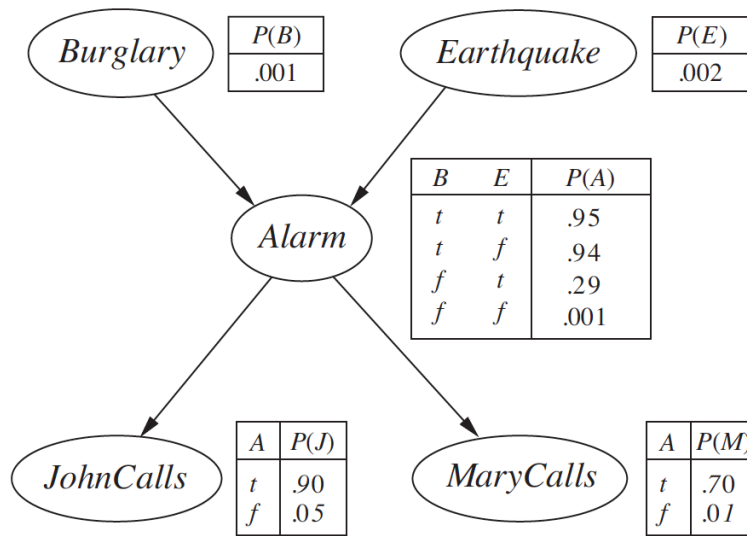 Burglary
P(B)
.001
Earthquake
P(E)
.002
Alarm
B E P(A)
t t .95
t f .94
f t .29
f f .001
JohnCalls
A P(J)
t .90
f .05
MaryCalls
A P(M)
t .70
f .01